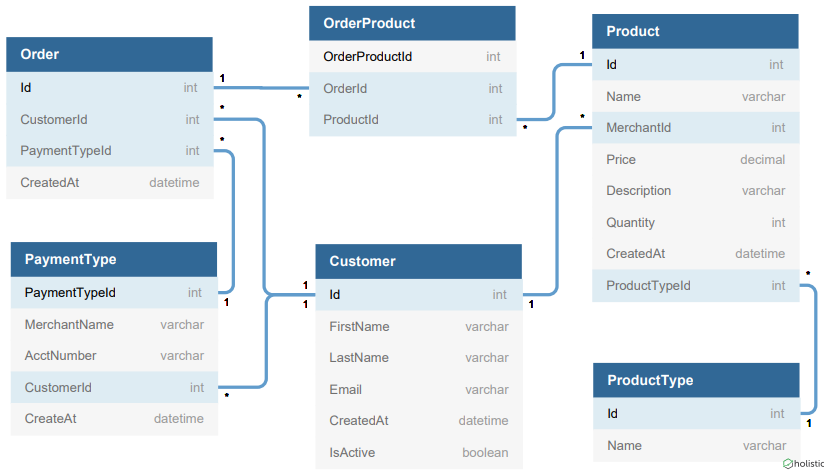 Order
Id int
CustomerId int
PaymentTypeId int
CreatedAt datetime
1
*
*
*
OrderProduct
OrderProductId int
OrderId int
ProductId int
*
1
*
Product
Id int
Name varchar
MerchantId int
Price decimal
Description varchar
Quantity int
CreatedAt datetime
ProductTypeId int
*
PaymentType
PaymentTypeId int
MerchantName varchar
AcctNumber varchar
CustomerId int
CreateAt datetime
1
*
1
1
Customer
Id int
FirstName varchar
LastName varchar
Email varchar
CreatedAt datetime
IsActive boolean
1
ProductType
Id int
Name varchar
1
holistic